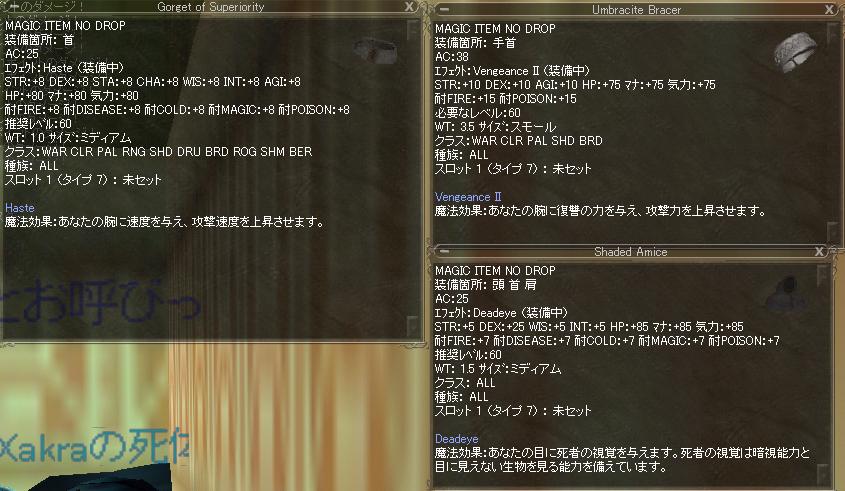 のダメージ！
Gorget of Superiority
MAGIC ITEM NO DROP
装備箇所: 首
AC:25
ｴﾌｪｸﾄ: Haste (装備中)
STR:+8 DEX:+8 STA:+8 CHA:+8 WIS:+8 INT:+8 AGI:+8
HP:+80 マナ:+80 気力:+80
耐FIRE:+8 耐DISEASE:+8 耐COLD:+8 耐MAGIC:+8 耐POISON:+8
推奨ﾚﾍﾞﾙ:60
WT: 1.0 ｻｲｽﾞ:ミディアム
クラス:WAR CLR PAL RNG SHD DRU BRD ROG SHM BER
種族: ALL
スロット 1 (タイプ 7) : 未セット
Haste
魔法効果:あなたの腕に速度を与え、攻撃速度を上昇させます。
とお呼びっ
Xakraの死
Umbracite Bracer
MAGIC ITEM NO DROP
装備箇所: 手首
AC:38
ｴﾌｪｸﾄ: Vengeance II (装備中)
STR:+10 DEX:+10 AGI:+10 HP:+75 マナ:+75 気力:+75
耐FIRE:+15 耐POISON:+15
必要なレベル:60
WT: 3.5 ｻｲｽﾞ:スモール
クラス:WAR CLR PAL SHD BRD
種族: ALL
スロット 1 (タイプ 7) : 未セット
Vengeance II
魔法効果:あなたの腕に復讐の力を与え、攻撃力を上昇させます。
Shaded Amice
MAGIC ITEM NO DROP
装備箇所: 頭 首 肩
AC:25
ｴﾌｪｸﾄ: Deadeye (装備中)
STR:+5 DEX:+25 WIS:+5 INT:+5 HP:+85 マナ:+85 気力:+85
耐FIRE:+7 耐DISEASE:+7 耐COLD:+7 耐MAGIC:+7 耐POISON:+7
推奨ﾚﾍﾞﾙ:60
WT: 1.5 ｻｲｽﾞ:ミディアム
クラス: ALL
種族: ALL
スロット 1 (タイプ 7) : 未セット
Deadeye
魔法効果:あなたの目に死者の視覚を与えます。死者の視覚は暗視能力と
目に見えない生物を見る能力を備えています。